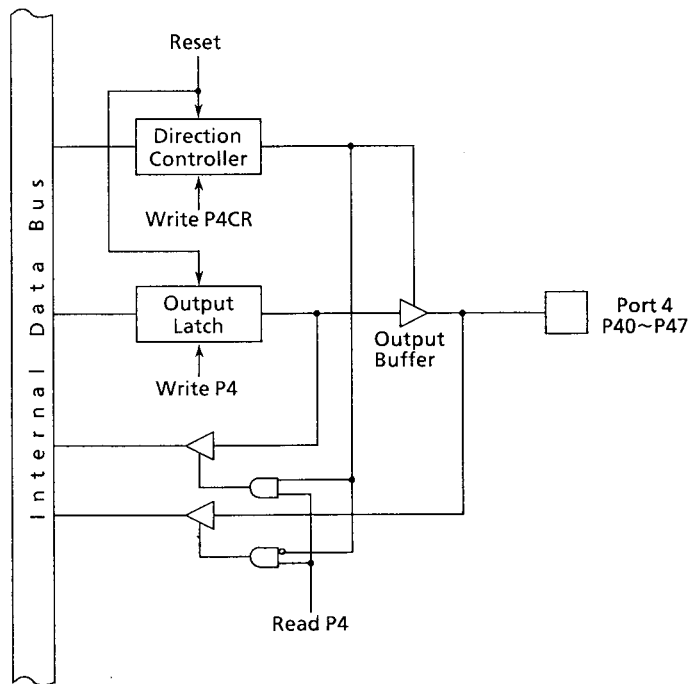 Reset
Direction
Controller
Write P4CR
Internal Data Bus
Output
Latch
Output
Buffer
Port 4
P40~P47
Write P4
Read P4